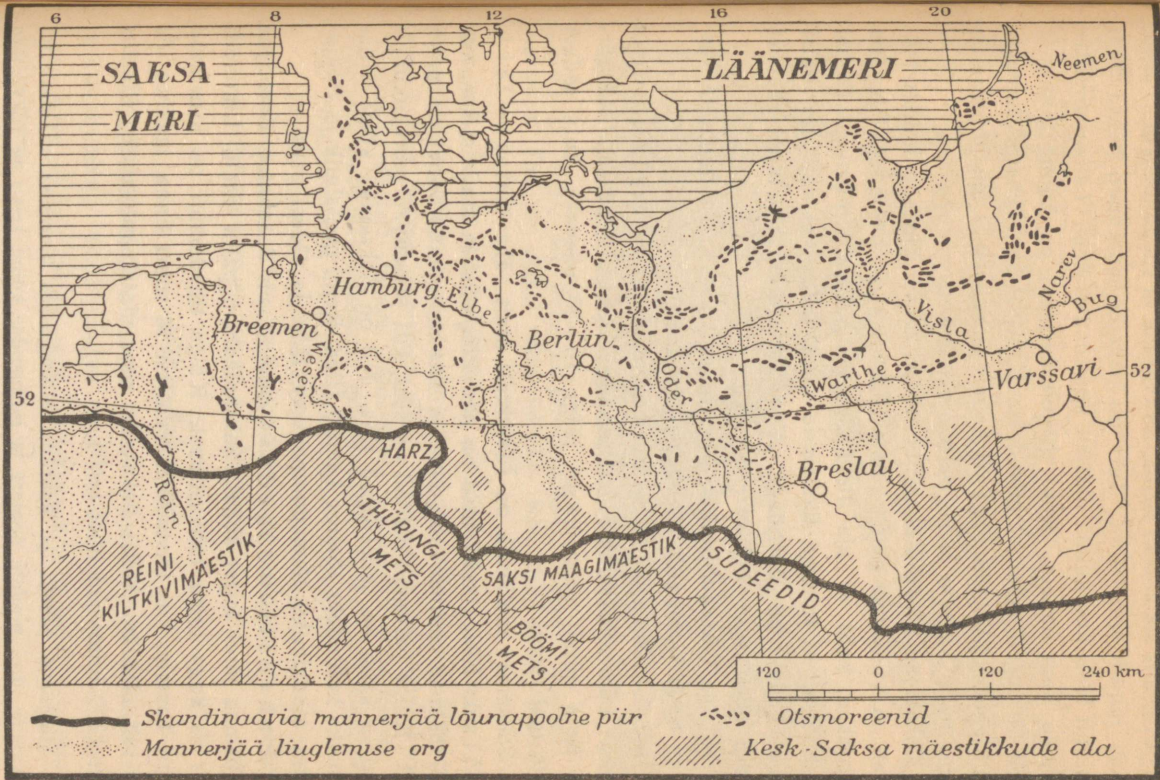 6 8 12 16 20
SAKSA
MERI
LÄÄNEMERI
Neemen
Hamburg
Elbe
Breemen
Weser
Berliin
Oder
Warthe
Visla
Narev
Bug
Varssavi
52
52
HARZ
Breslau
Rein
THÜRINGI
METS
REINI
KILTKIVIMÄESTIK
SAKSI MAAGIMÄESTIK
SUDEEDID
BÖÖMI
METS
120 0 120 240 km
Skandinaavia mannerjää lõunapoolne piir
Otsmoreenid
Mannerjää liuglemise org
Kesk-Saksa mäestikkude ala